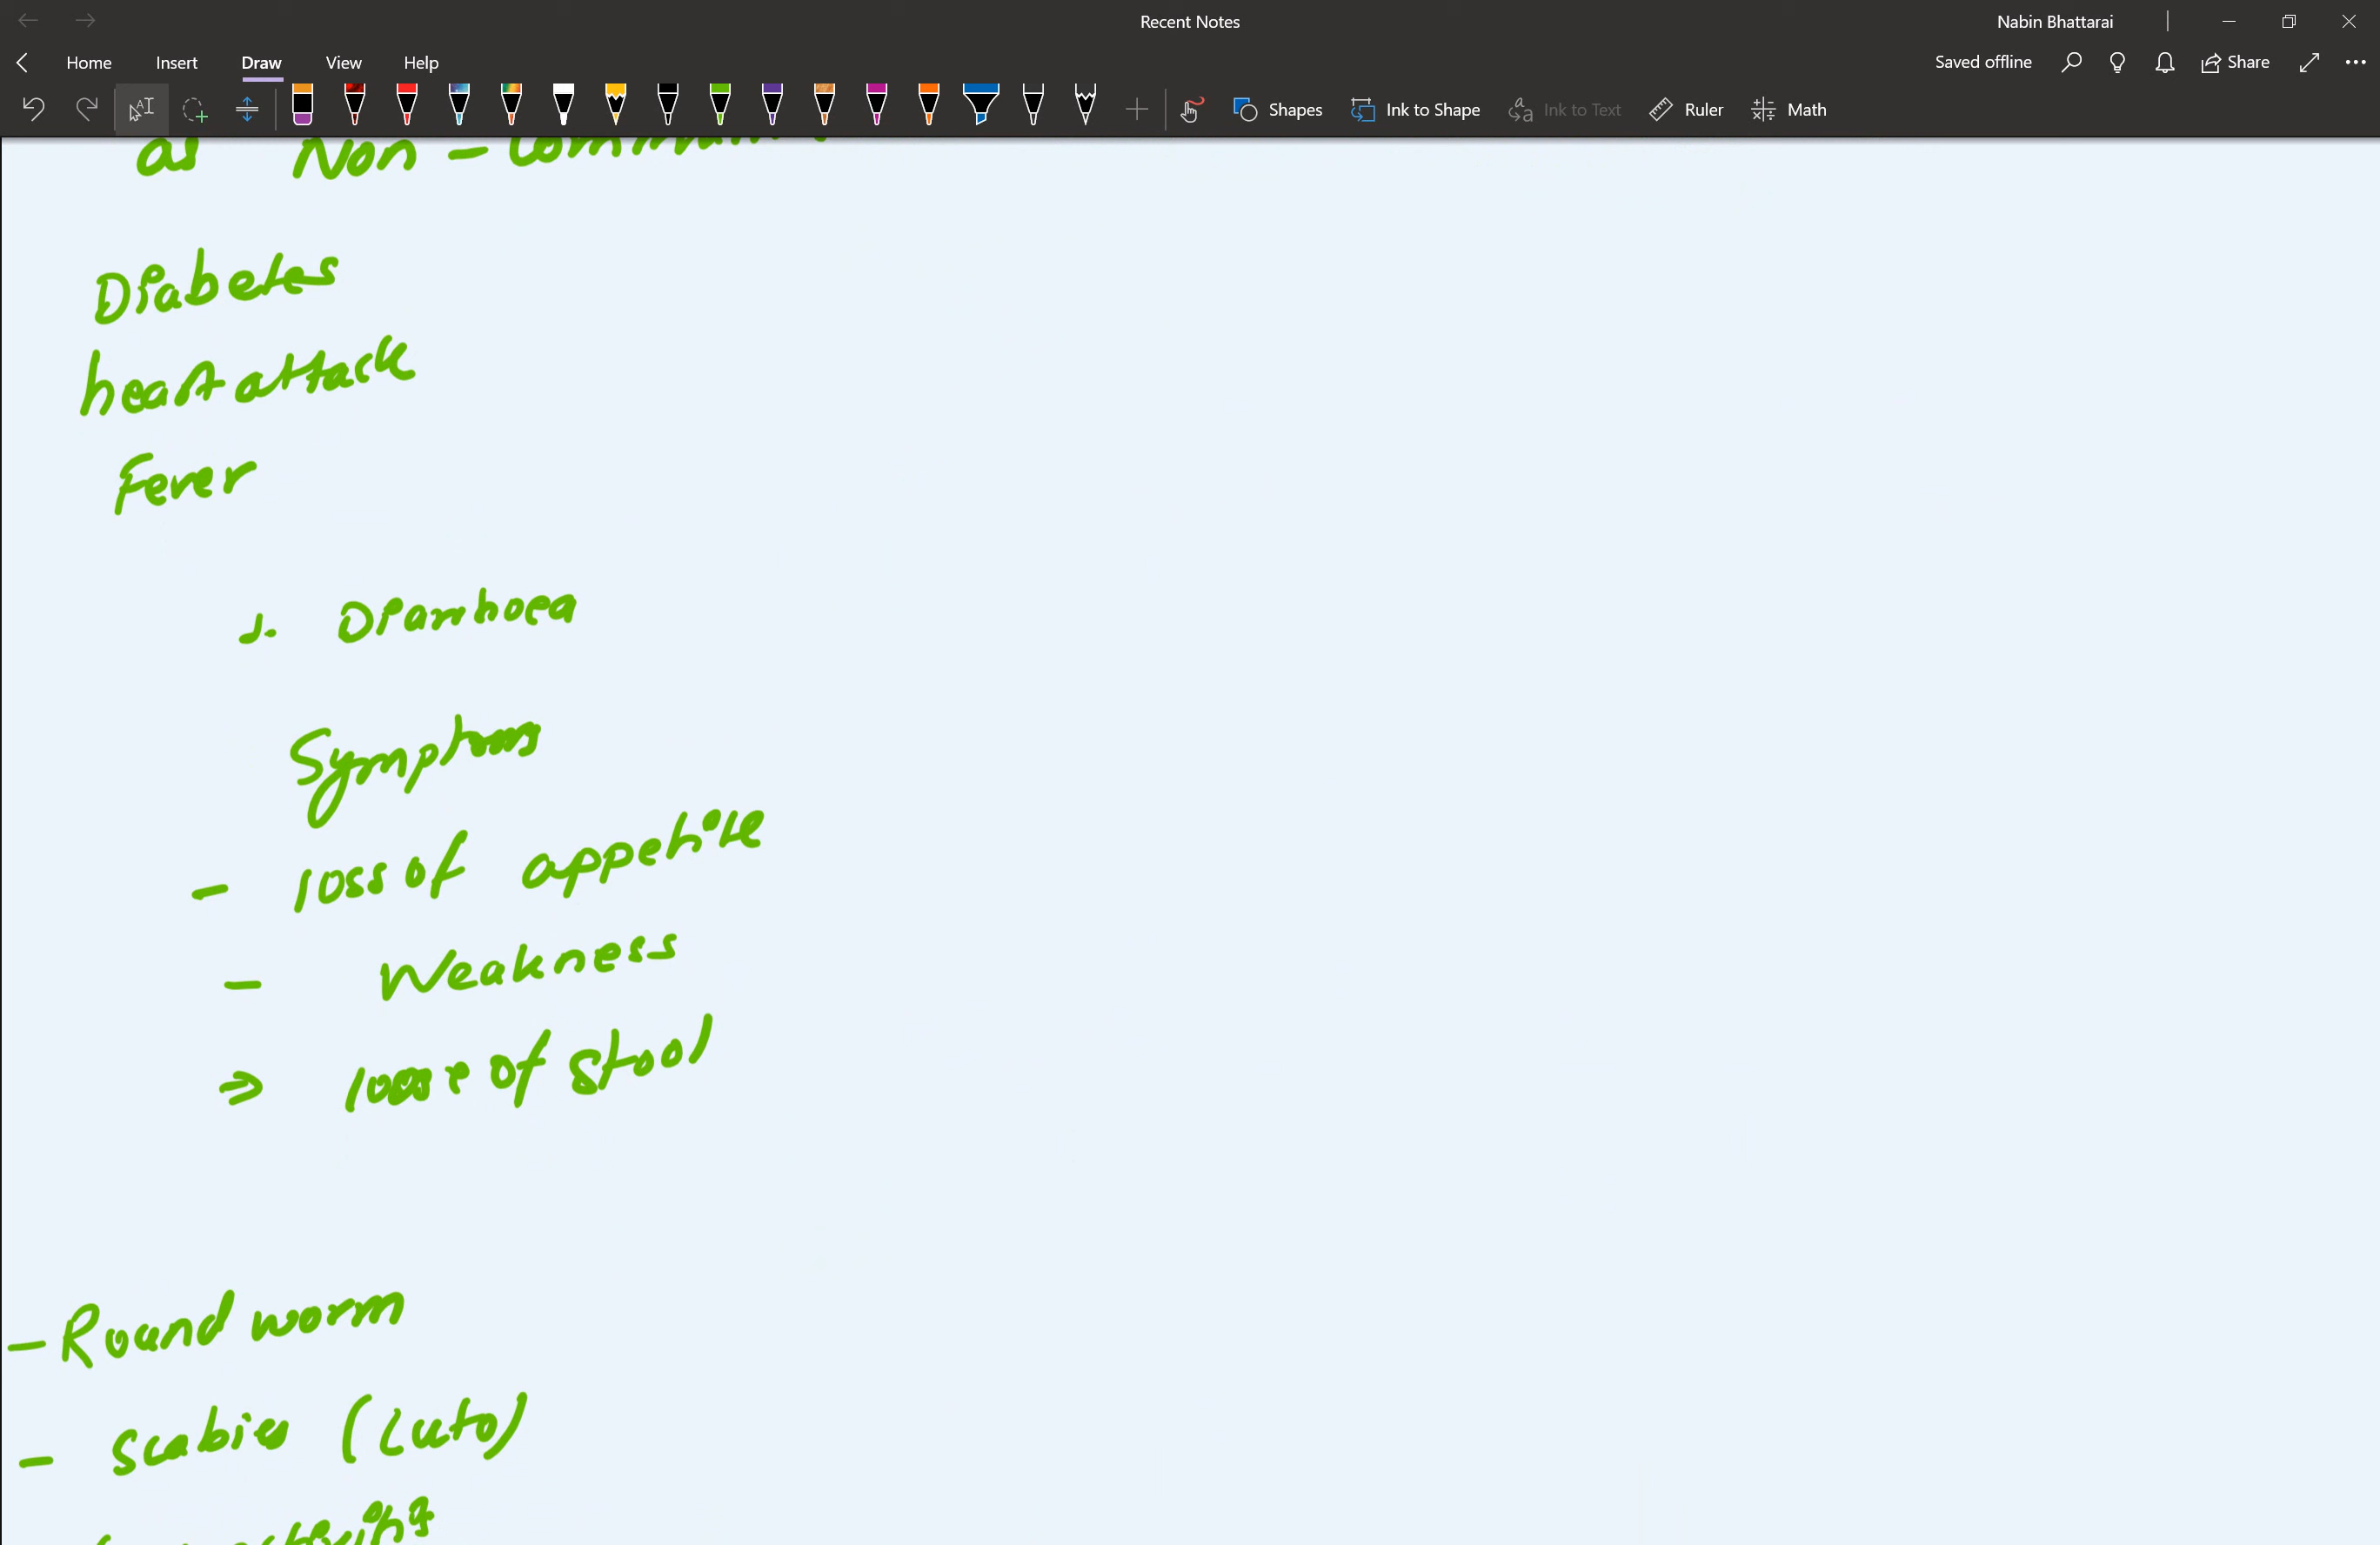 Recent Notes
Nabin Bhattarai
Home Insert Draw View Help
Saved offline Share
Shapes Ink to Shape Ink to Text Ruler Math
as Non-
Diabetes
heart attack
Fever
1. Diarrhoea
Symptoms
- loss of appetite
- Weakness
⇒ loose of stool
- Round worm
- scabies (Luto)